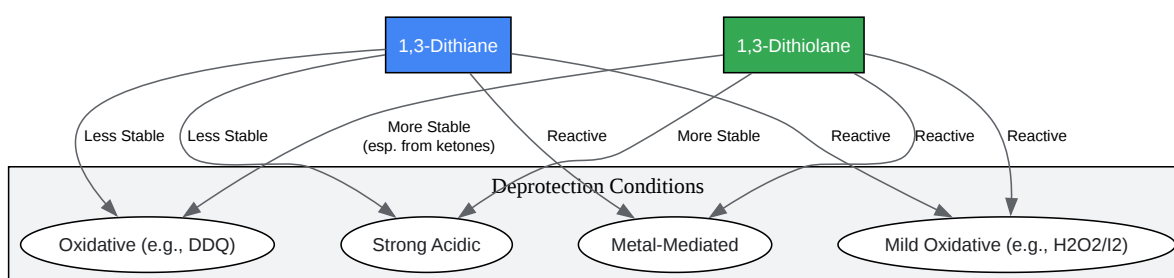 1,3-Dithiane
1,3-Dithiolane
Less Stable
Less Stable
More Stable
(esp. from ketones)
Reactive
More Stable
Reactive
Reactive
Reactive
Deprotection Conditions
Oxidative (e.g., DDQ)
Strong Acidic
Metal-Mediated
Mild Oxidative (e.g., H2O2/I2)